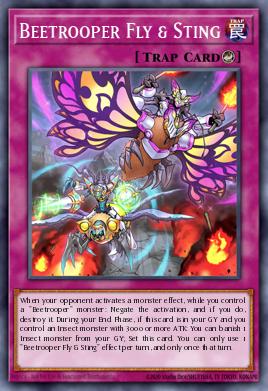 BEETROOPER FLY & STING
TRAP
[TRAP CARD
]
When your opponent activates a monster effect, while you control
a "Beetrooper" monster: Negate the activation, and if you do,
destroy it. During your End Phase, if this card is in your GY and you
control an Insect monster with 3000 or more ATK: You can banish 1
Insect monster from your GY; Set this card. You can only use 1
"Beetrooper Fly & Sting" effect per turn, and only once that turn.